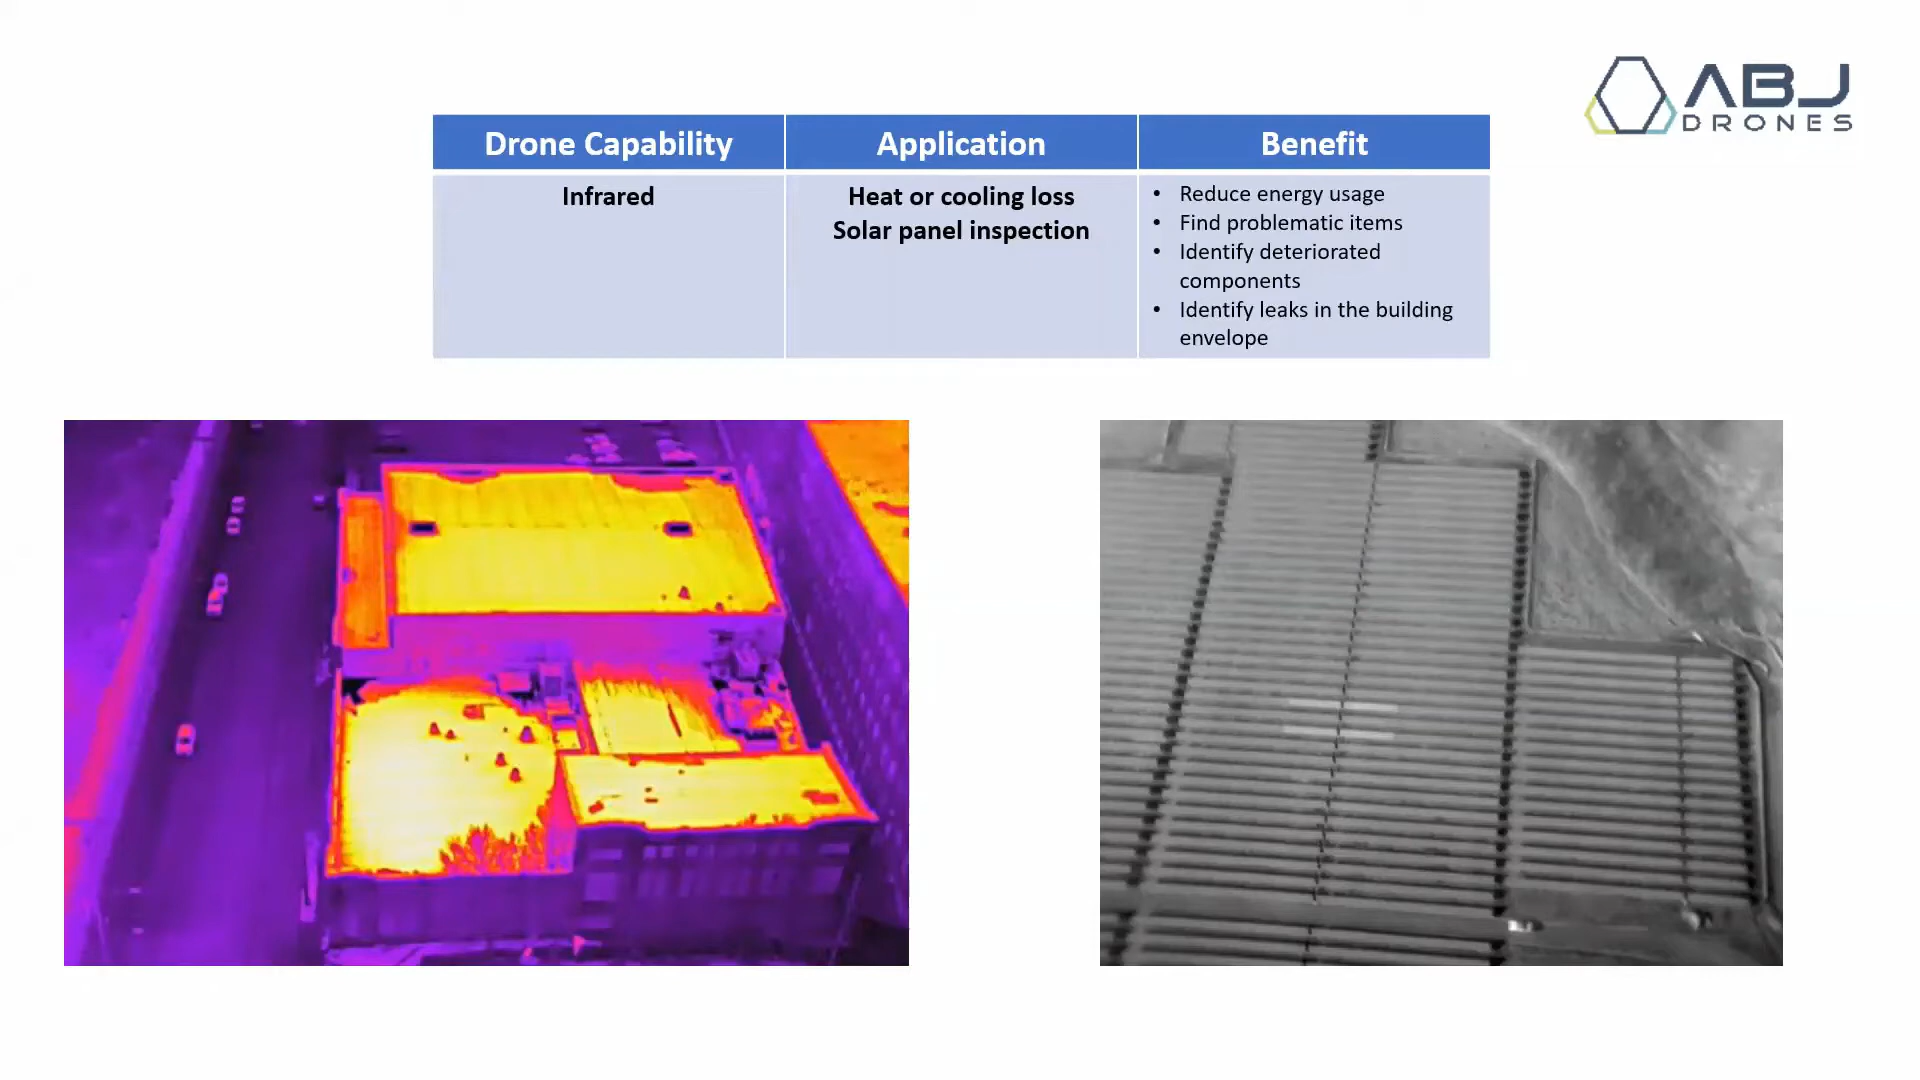 ABJ
DRONES
Drone Capability
Application
Benefit
Infrared
Heat or cooling loss
Solar panel inspection
• Reduce energy usage
• Find problematic items
• Identify deteriorated
components
• Identify leaks in the building
envelope